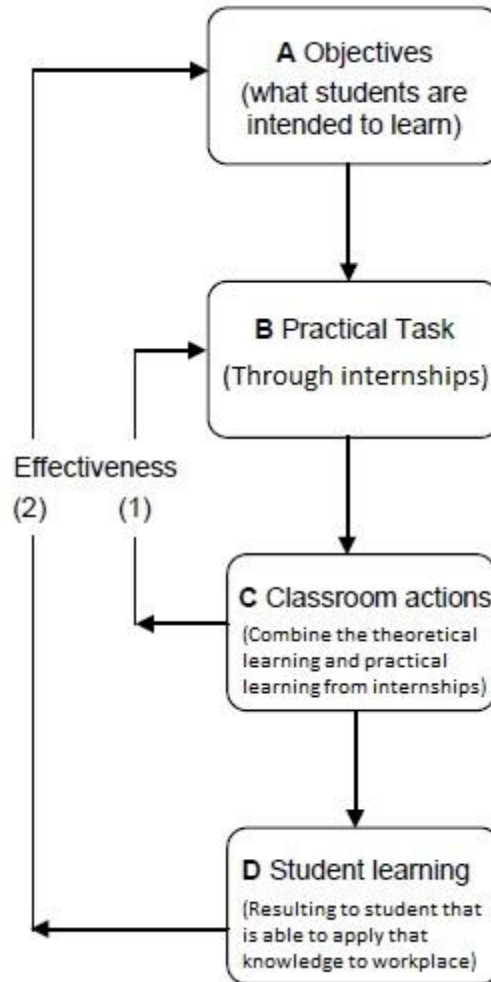 A Objectives
(what students are
intended to learn)
B Practical Task
(Through internships)
Effectiveness
(2) (1)
C Classroom actions
(Combine the theoretical
learning and practical
learning from internships)
D Student learning
(Resulting to student that
is able to apply that
knowledge to workplace)